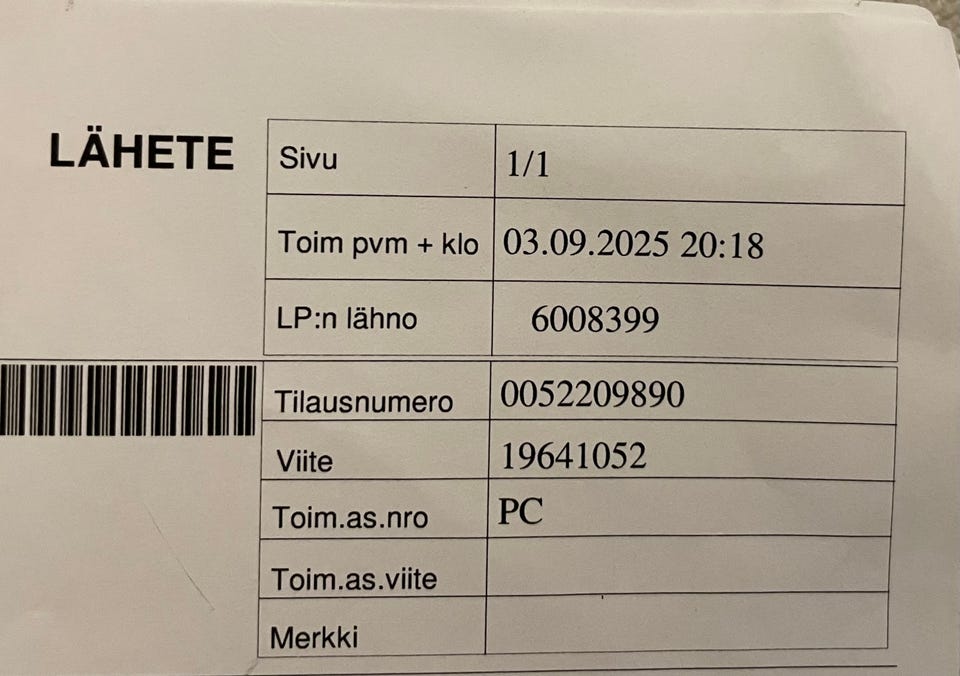 LÄHETE
Sivu 1/1
Toim pvm + klo 03.09.2025 20:18
LP:n lähno 6008399
Tilausnumero 0052209890
Viite 19641052
Toim.as.nro PC
Toim.as.viite
Merkki